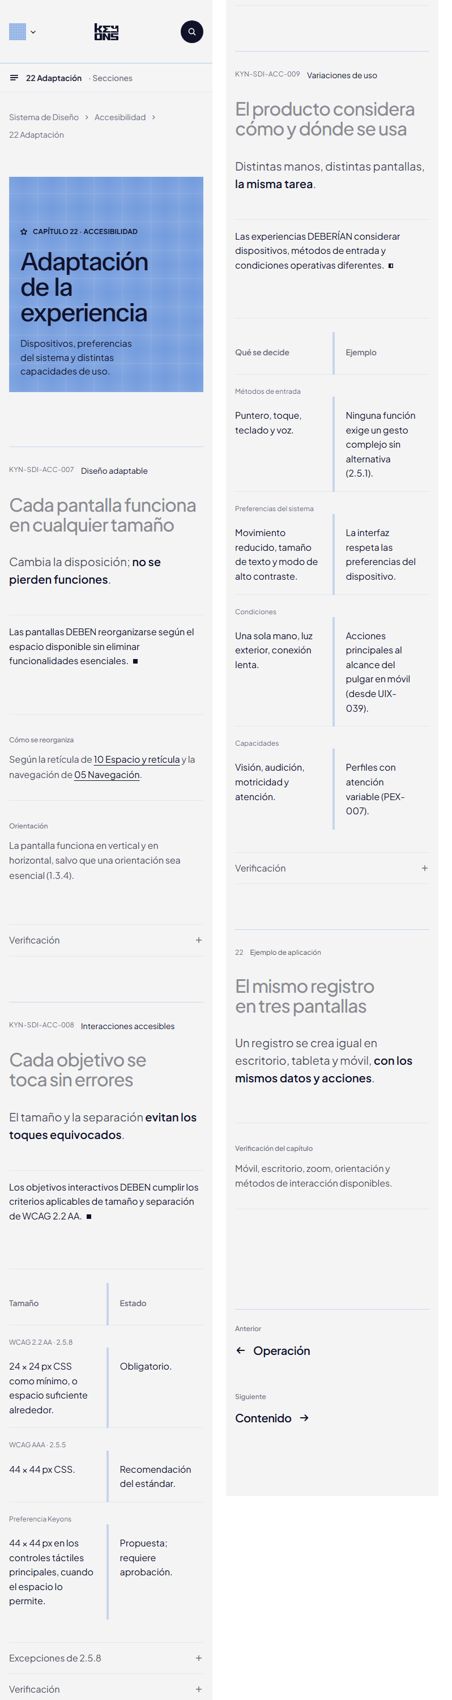 KEY
ONS
22 Adaptación · Secciones
Sistema de Diseño > Accesibilidad >
22 Adaptación
CAPÍTULO 22 · ACCESIBILIDAD
Adaptación
de la
experiencia
Dispositivos, preferencias
del sistema y distintas
capacidades de uso.
KYN-SDI-ACC-007 Diseño adaptable
Cada pantalla funciona
en cualquier tamaño
Cambia la disposición; no se
pierden funciones.
Las pantallas DEBEN reorganizarse según el
espacio disponible sin eliminar
funcionalidades esenciales.
Cómo se reorganiza
Según la retícula de 10 Espacio y retícula y la
navegación de 05 Navegación.
Orientación
La pantalla funciona en vertical y en
horizontal, salvo que una orientación sea
esencial (1.3.4).
Verificación +
KYN-SDI-ACC-008 Interacciones accesibles
Cada objetivo se
toca sin errores
El tamaño y la separación evitan los
toques equivocados.
Los objetivos interactivos DEBEN cumplir los
criterios aplicables de tamaño y separación
de WCAG 2.2 AA.
Tamaño Estado
WCAG 2.2 AA · 2.5.8
24 × 24 px CSS Obligatorio.
como mínimo, o
espacio suficiente
alrededor.
WCAG AAA · 2.5.5
44 × 44 px CSS. Recomendación
del estándar.
Preferencia Keyons
44 × 44 px en los Propuesta;
controles táctiles requiere
principales, cuando aprobación.
el espacio lo
permite.
Excepciones de 2.5.8 +
Verificación +
KYN-SDI-ACC-009 Variaciones de uso
El producto considera
cómo y dónde se usa
Distintas manos, distintas pantallas,
la misma tarea.
Las experiencias DEBERÍAN considerar
dispositivos, métodos de entrada y
condiciones operativas diferentes.
Qué se decide Ejemplo
Métodos de entrada
Puntero, toque, Ninguna función
teclado y voz. exige un gesto
complejo sin
alternativa
(2.5.1).
Preferencias del sistema
Movimiento La interfaz
reducido, tamaño respeta las
de texto y modo de preferencias del
alto contraste. dispositivo.
Condiciones
Una sola mano, luz Acciones
exterior, conexión principales al
lenta. alcance del
pulgar en móvil
(desde UIX-
039).
Capacidades
Visión, audición, Perfiles con
motricidad y atención
atención. variable (PEX-
007).
Verificación +
22 Ejemplo de aplicación
El mismo registro
en tres pantallas
Un registro se crea igual en
escritorio, tableta y móvil, con los
mismos datos y acciones.
Verificación del capítulo
Móvil, escritorio, zoom, orientación y
métodos de interacción disponibles.
Anterior
← Operación
Siguiente
Contenido →